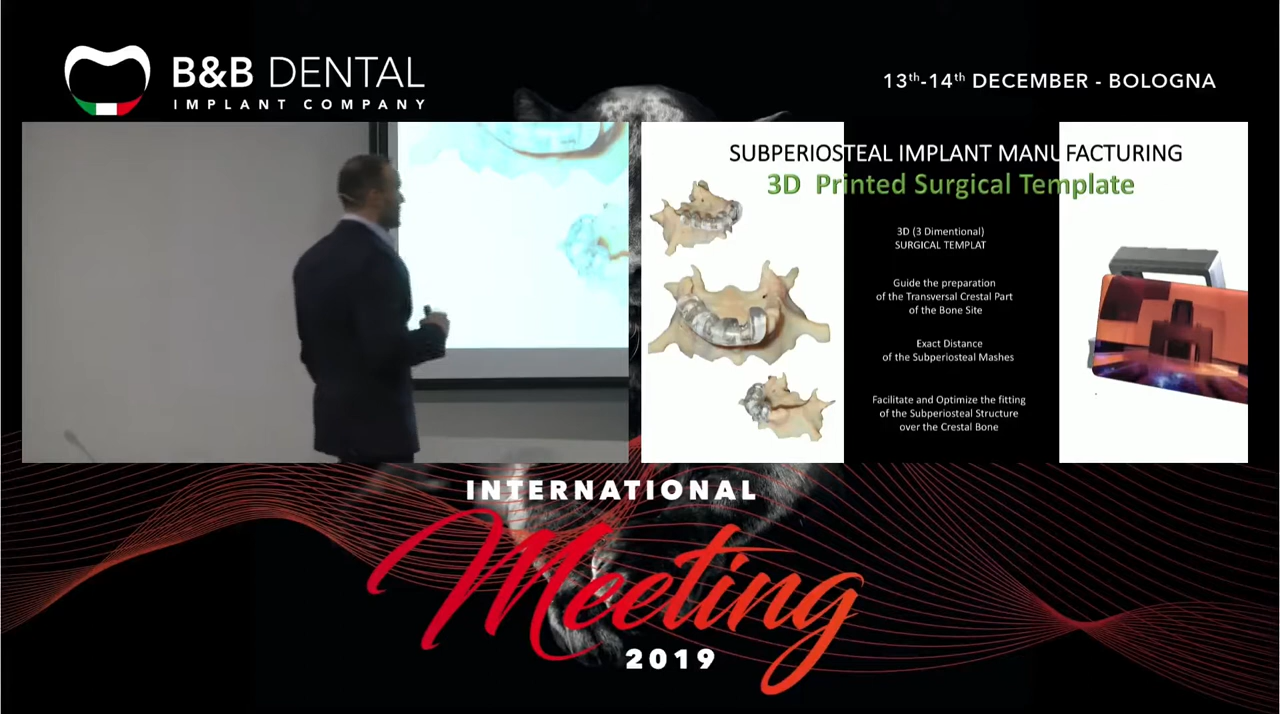 B&B DENTAL
IMPLANT COMPANY
13th-14th DECEMBER - BOLOGNA
SUBPERIOSTEAL IMPLANT MANUFACTURING
3D Printed Surgical Template
3D (3 Dimentional)
SURGICAL TEMPLAT
Guide the preparation
of the Transversal Crestal Part
of the Bone Site
Exact Distance
of the Subperiosteal Mashes
Facilitate and Optimize the fitting
of the Subperiosteal Structure
over the Crestal Bone
INTERNATIONAL
Meeting
2019